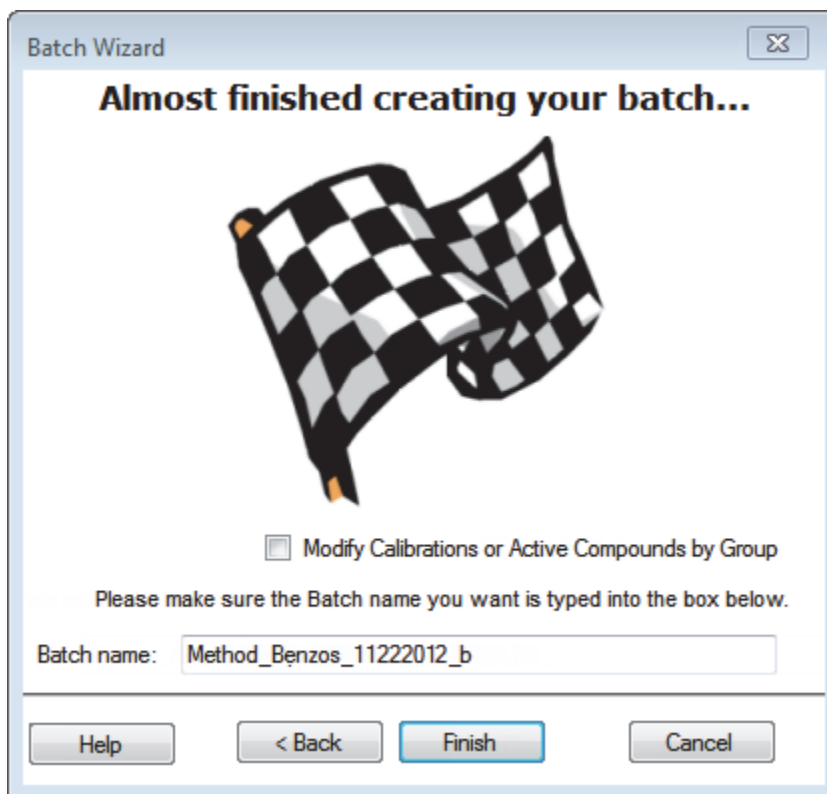 Batch Wizard
Almost finished creating your batch...
Modify Calibrations or Active Compounds by Group
Please make sure the Batch name you want is typed into the box below.
Batch name: Method_Benzos_11222012_b
Help < Back Finish Cancel